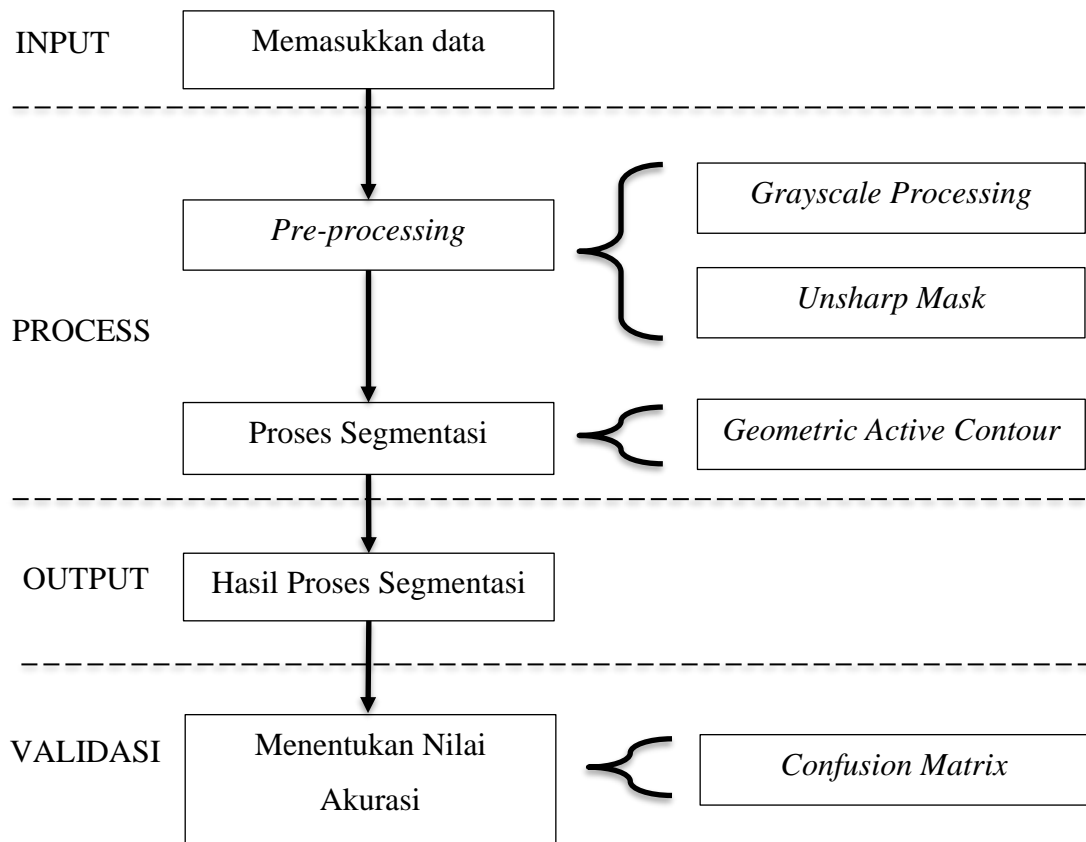 INPUT
Memasukkan data
Pre-processing
Grayscale Processing
Unsharp Mask
PROCESS
Proses Segmentasi
Geometric Active Contour
OUTPUT
Hasil Proses Segmentasi
VALIDASI
Menentukan Nilai
Akurasi
Confusion Matrix